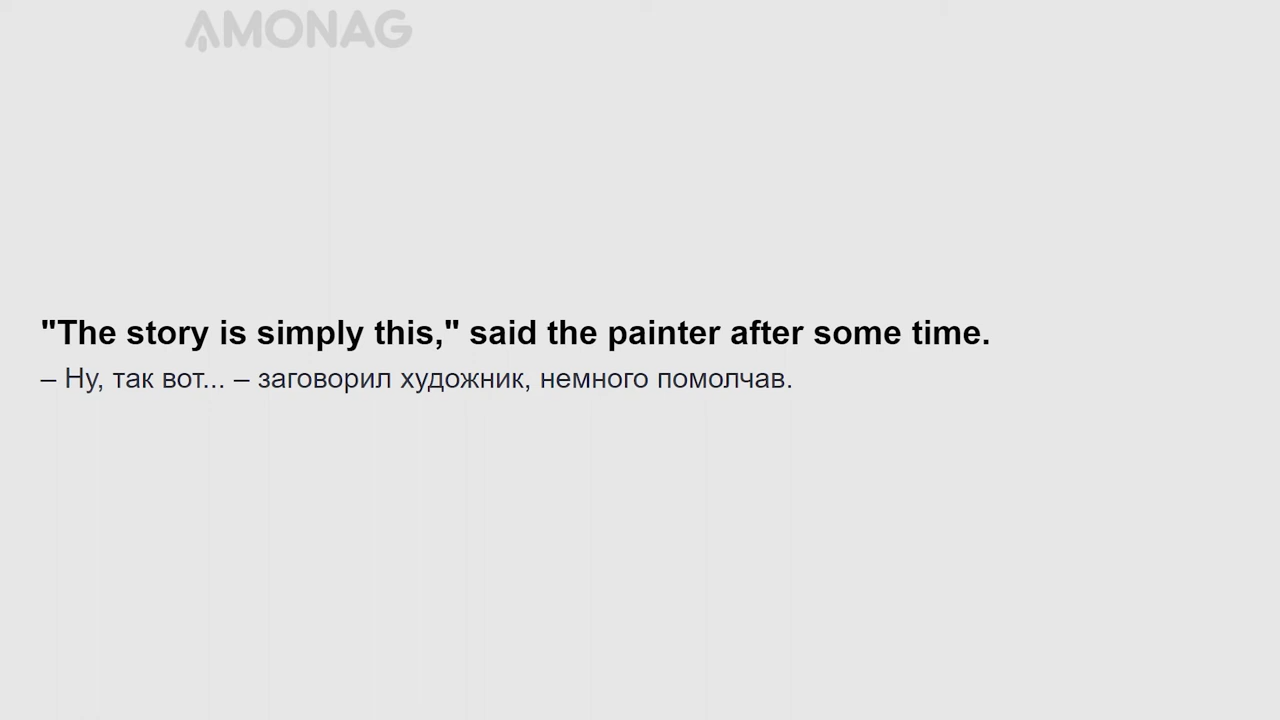 AMONAG
"The story is simply this," said the painter after some time.
– Ну, так вот... – заговорил художник, немного помолчав.